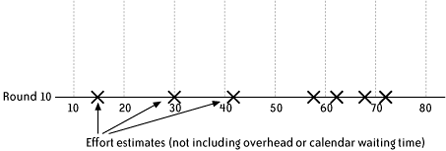 Round 10
10 20 30 40 50 60 70 80
Effort estimates (not including overhead or calendar waiting time)